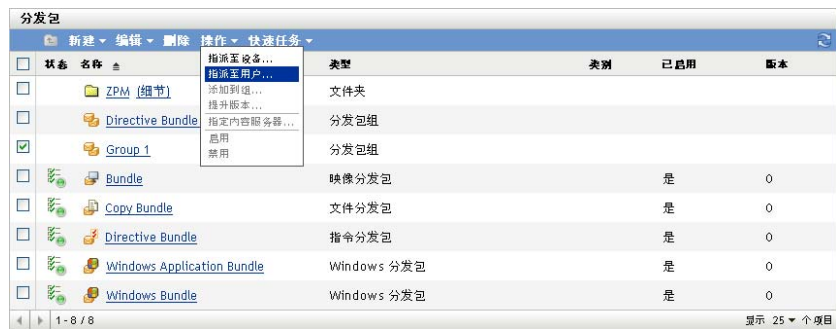 分发包
新建 编辑 删除 操作 快速任务
状态 名称 类型 类别 已启用 版本
指派至设备...
指派至用户...
添加到组...
提升版本...
指定内容服务器...
启用
禁用
ZPM (细节) 文件夹
Directive Bundle 分发包组
Group 1 分发包组
Bundle 映像分发包 是 0
Copy Bundle 文件分发包 是 0
Directive Bundle 指令分发包 是 0
Windows Application Bundle Windows 分发包 是 0
Windows Bundle Windows 分发包 是 0
1 - 8 / 8 显示 25 个项目